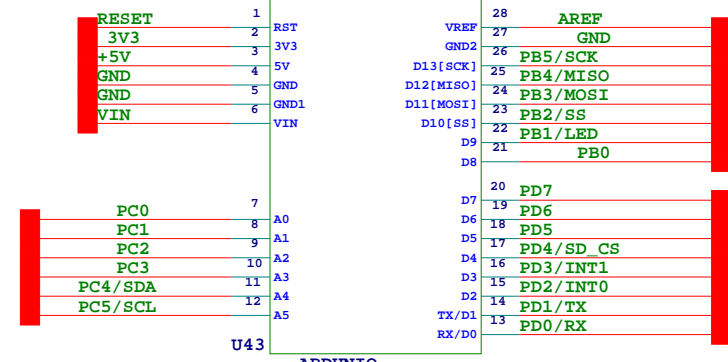 RESET 1 RST
3V3 2 3V3
+5V 3 5V
GND 4 GND
GND 5 GND1
VIN 6 VIN
PC0 7 A0
PC1 8 A1
PC2 9 A2
PC3 10 A3
PC4/SDA 11 A4
PC5/SCL 12 A5
U43
VREF 28 AREF
GND2 27 GND
D13[SCK] 26 PB5/SCK
D12[MISO] 25 PB4/MISO
D11[MOSI] 24 PB3/MOSI
D10[SS] 23 PB2/SS
D9 22 PB1/LED
D8 21 PB0
D7 20 PD7
D6 19 PD6
D5 18 PD5
D4 17 PD4/SD_CS
D3 16 PD3/INT1
D2 15 PD2/INT0
TX/D1 14 PD1/TX
RX/D0 13 PD0/RX